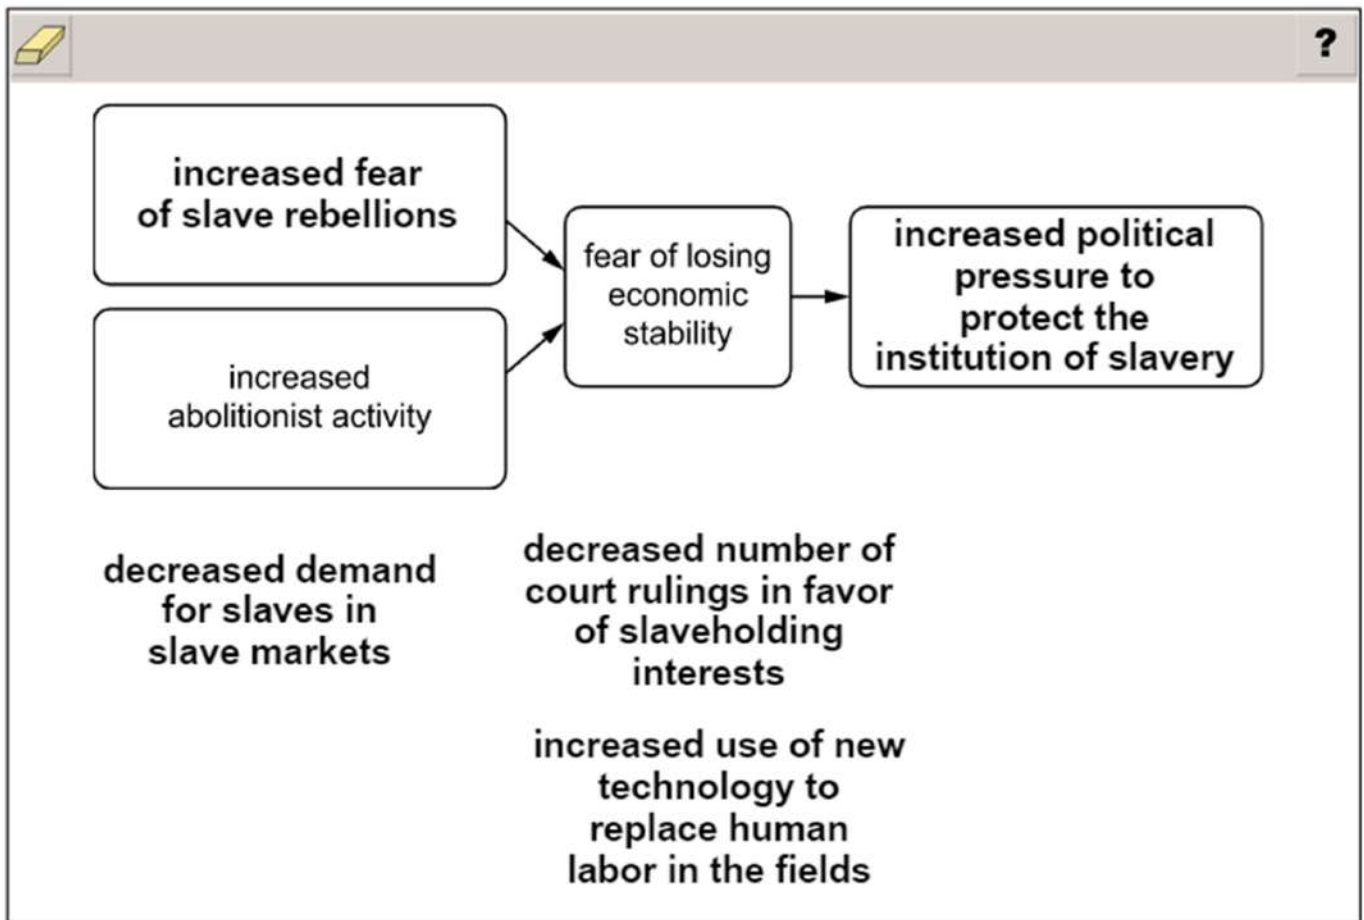 ?
increased fear
of slave rebellions
fear of losing
economic
stability
increased political
pressure to
protect the
institution of slavery
increased
abolitionist activity
decreased demand
for slaves in
slave markets
decreased number of
court rulings in favor
of slaveholding
interests
increased use of new
technology to
replace human
labor in the fields